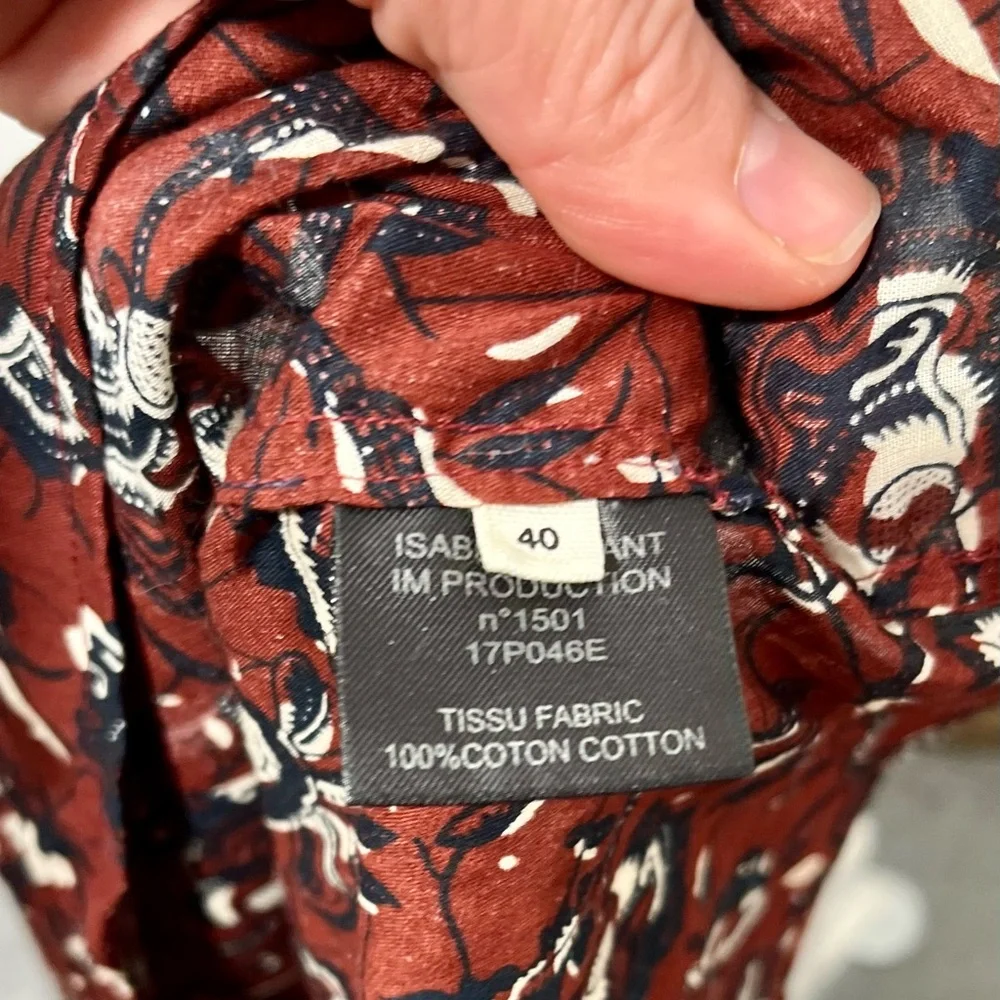 40
ISAB ANT
IM PRODUCTION
n°1501
17P046E
TISSU FABRIC
100%COTON COTTON